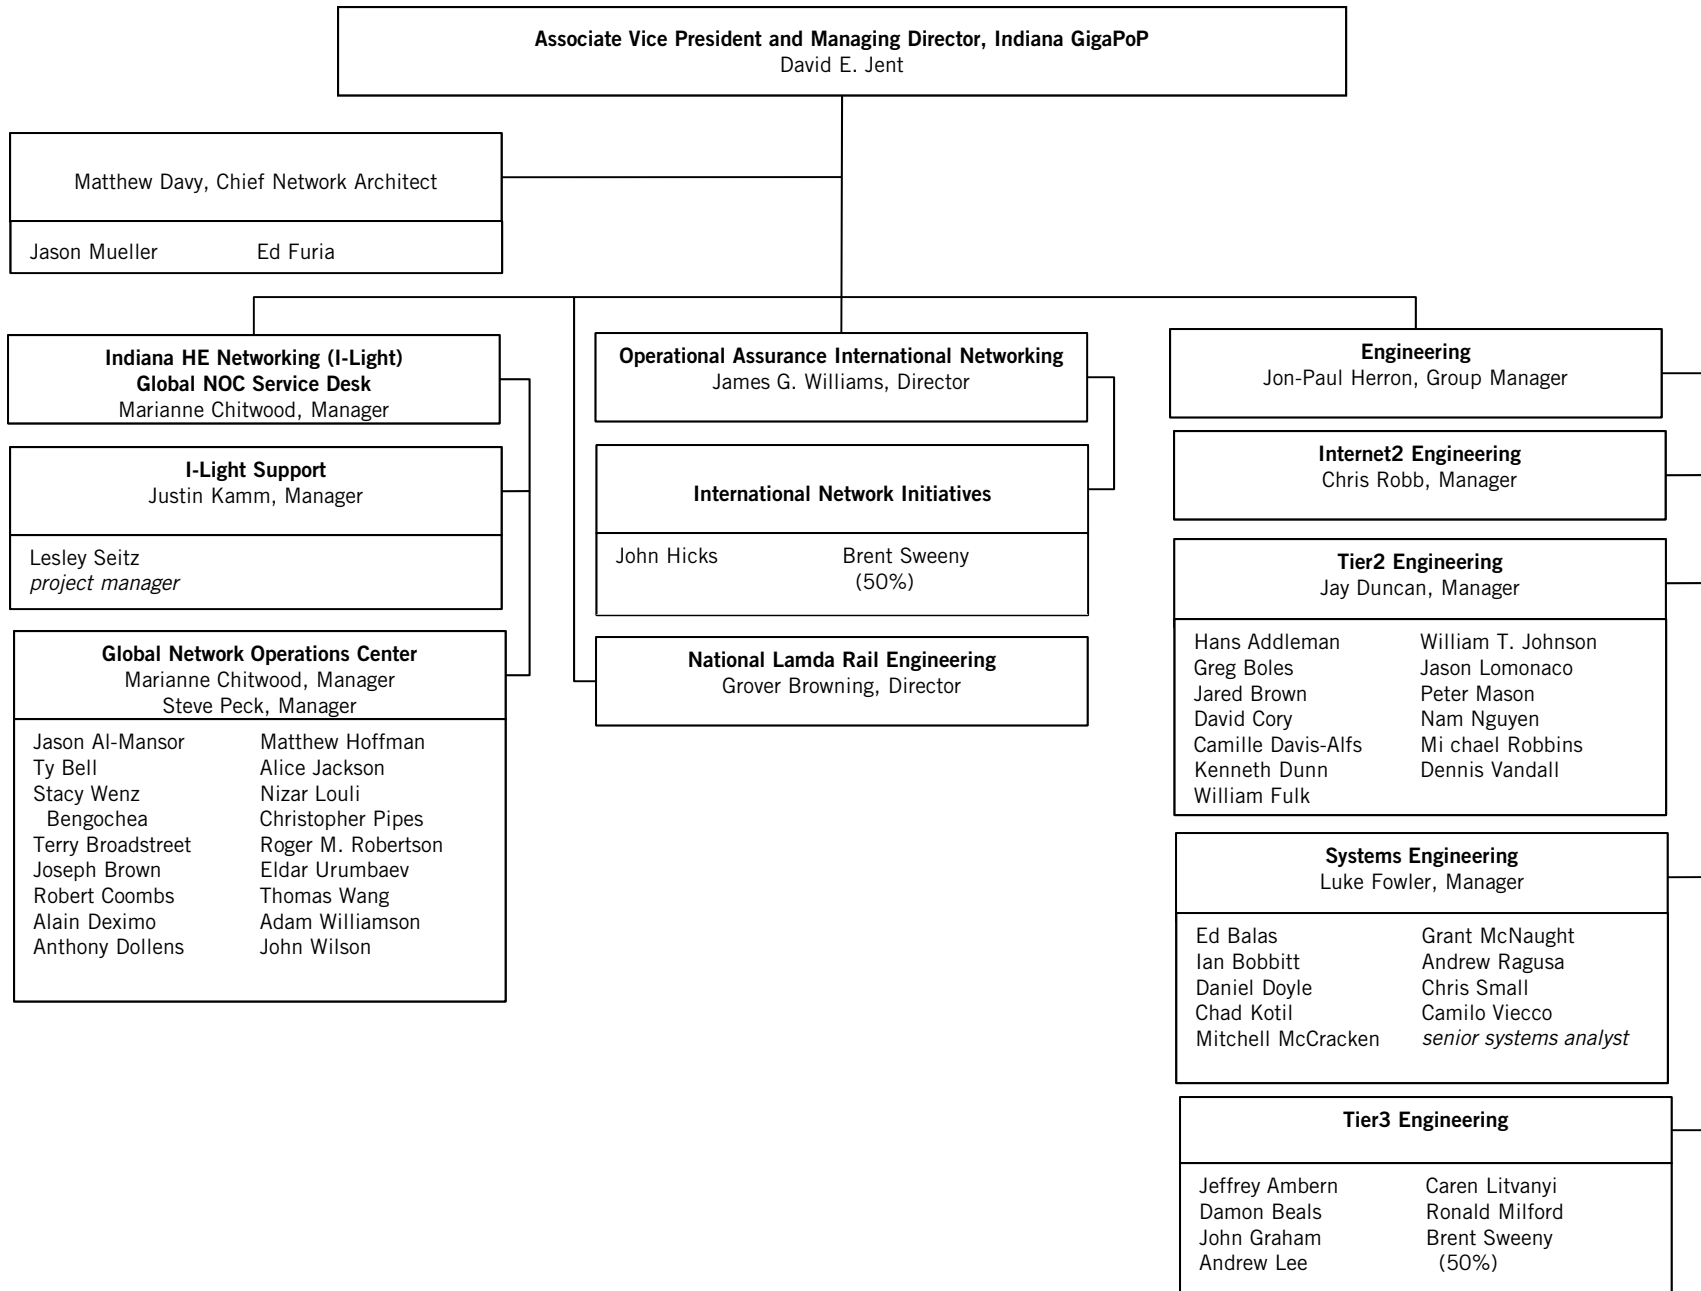 Associate Vice President and Managing Director, Indiana GigaPoP
David E. Jent
Matthew Davy, Chief Network Architect
Jason Mueller
Ed Furia
Indiana HE Networking (I-Light)
Global NOC Service Desk
Marianne Chitwood, Manager
I-Light Support
Justin Kamm, Manager
Lesley Seitz
project manager
Global Network Operations Center
Marianne Chitwood, Manager
Steve Peck, Manager
Jason Al-Mansor
Ty Bell
Stacy Wenz
Bengochea
Terry Broadstreet
Joseph Brown
Robert Coombs
Alain Deximo
Anthony Dollens
Matthew Hoffman
Alice Jackson
Nizar Louli
Christopher Pipes
Roger M. Robertson
Eldar Urumbaev
Thomas Wang
Adam Williamson
John Wilson
Operational Assurance International Networking
James G. Williams, Director
International Network Initiatives
John Hicks
Brent Sweeny
(50%)
National Lamda Rail Engineering
Grover Browning, Director
Engineering
Jon-Paul Herron, Group Manager
Internet2 Engineering
Chris Robb, Manager
Tier2 Engineering
Jay Duncan, Manager
Hans Addleman
Greg Boles
Jared Brown
David Cory
Camille Davis-Alfs
Kenneth Dunn
William Fulk
William T. Johnson
Jason Lomonaco
Peter Mason
Nam Nguyen
Mi chael Robbins
Dennis Vandall
Systems Engineering
Luke Fowler, Manager
Ed Balas
Ian Bobbitt
Daniel Doyle
Chad Kotil
Mitchell McCracken
Grant McNaught
Andrew Ragusa
Chris Small
Camilo Viecco
senior systems analyst
Tier3 Engineering
Jeffrey Ambern
Damon Beals
John Graham
Andrew Lee
Caren Litvanyi
Ronald Milford
Brent Sweeny
(50%)